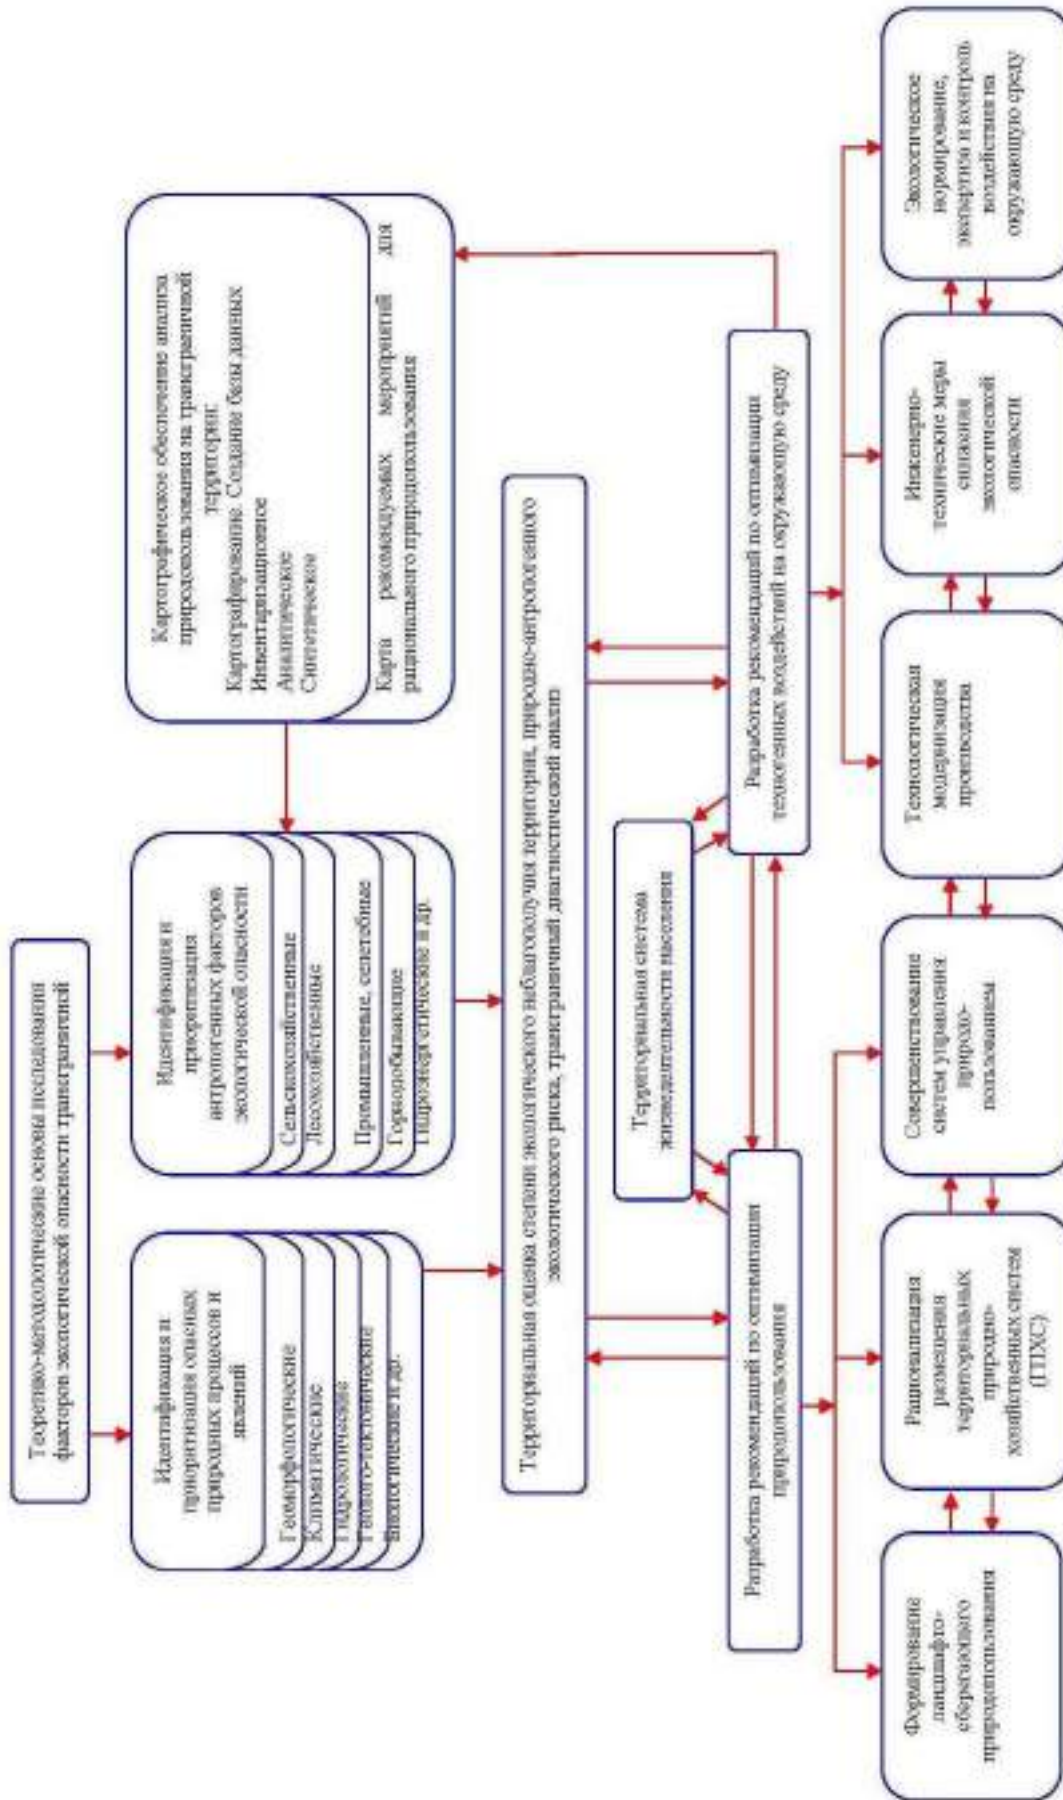 Теоретико-методологические основы исследования
факторов экологической опасности трансграничной
Идентификация и
приоритизация опасных
природных процессов и
явлений
Геоморфологические
Климатические
Гидрологические
Геолого-тектонические
Биологические и др.
Идентификация и
приоритизация
антропогенных факторов
экологической опасности
Сельскохозяйственные
Лесохозяйственные
Промышленные, селетебные
Горнодобывающие
Гидроэнергетические и др.
Картографическое обеспечение анализа
природопользования на трансграничной
территории:
Картографирование. Создание базы данных
Инвентаризационное
Аналитическое
Синтетическое
Карта рекомендуемых мероприятий для
рационального природопользования
Территориальная оценка степени экологического неблагополучия территории, природно-антропогенного
экологического риска, трансграничный диагностический анализ
Территориальная система
жизнедеятельности населения
Разработка рекомендаций по оптимизации
природопользования
Разработка рекомендаций по оптимизации
техногенных воздействий на окружающую среду
Формирование
ландшафто-
сберегающего
природопользования
Рационализация
размещения
территориальных
природно-
хозяйственных систем
(ТПХС)
Совершенствование
систем управления
природо-
пользованием
Технологическая
модернизация
производства
Инженерно-
технические меры
снижения
экологической
опасности
Экологическое
нормирование,
экспертиза и контроль
воздействия на
окружающую среду